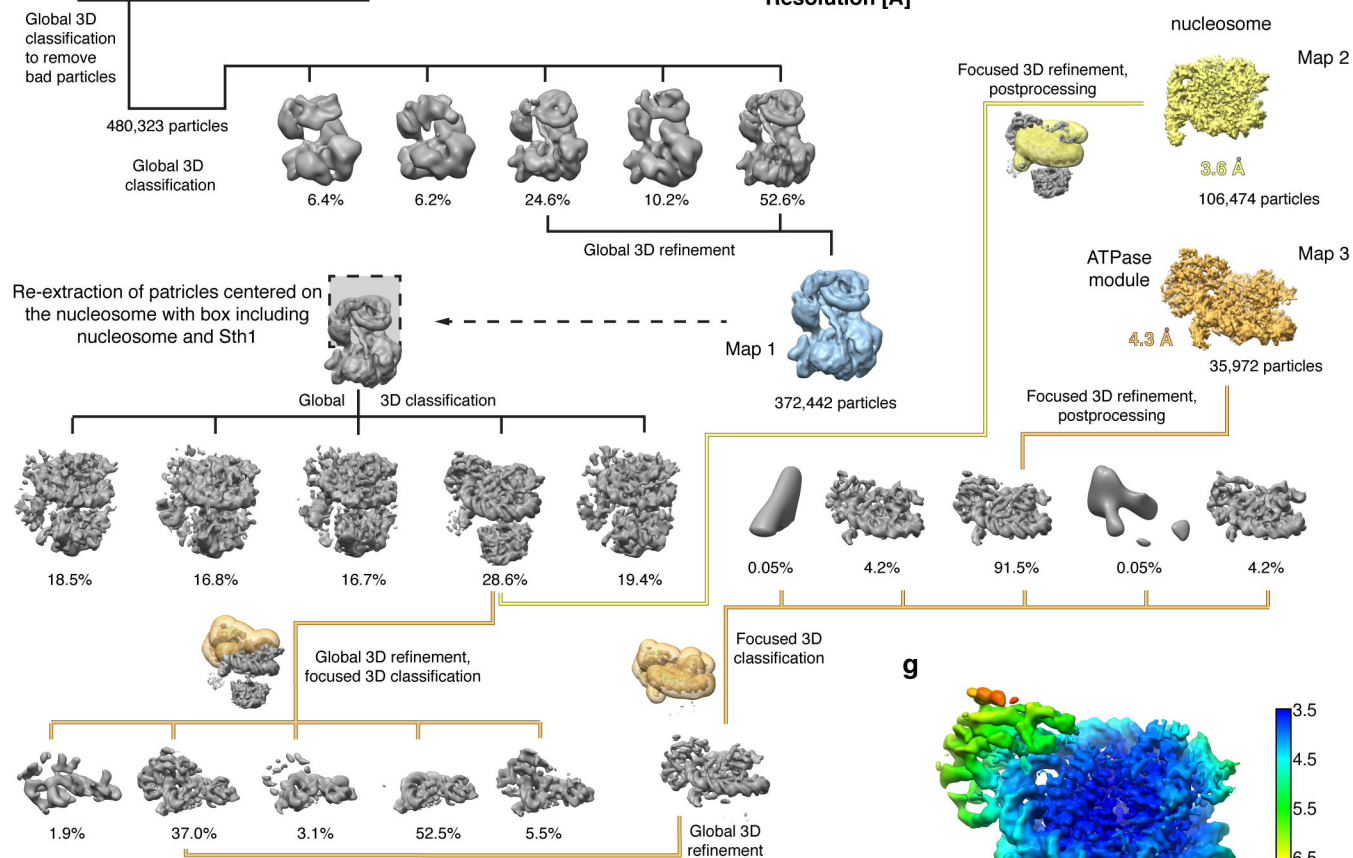 Resolution [Å]
Global 3D
classification
to remove
bad particles
480,323 particles
Global 3D
classification
6.4%
6.2%
24.6%
10.2%
52.6%
Global 3D refinement
Focused 3D refinement,
postprocessing
nucleosome
Map 2
3.6 Å
106,474 particles
ATPase
module
Map 3
4.3 Å
35,972 particles
Focused 3D refinement,
postprocessing
Re-extraction of patricles centered on
the nucleosome with box including
nucleosome and Sth1
Map 1
372,442 particles
Global 3D classification
18.5%
16.8%
16.7%
28.6%
19.4%
0.05%
4.2%
91.5%
0.05%
4.2%
Global 3D refinement,
focused 3D classification
Focused 3D
classification
1.9%
37.0%
3.1%
52.5%
5.5%
Global 3D
refinement
g
3.5
4.5
5.5
6.5